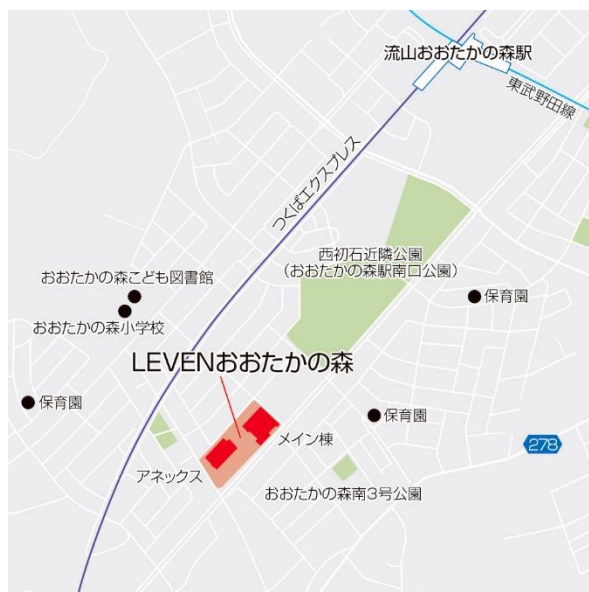 流山おおたかの森駅
東武野田線
つくばエクスプレス
西初石近隣公園
(おおたかの森駅南口公園)
おおたかの森こども図書館
保育園
おおたかの森小学校
LEVENおおたかの森
保育園
保育園
メイン棟
278
アネックス
おおたかの森南3号公園